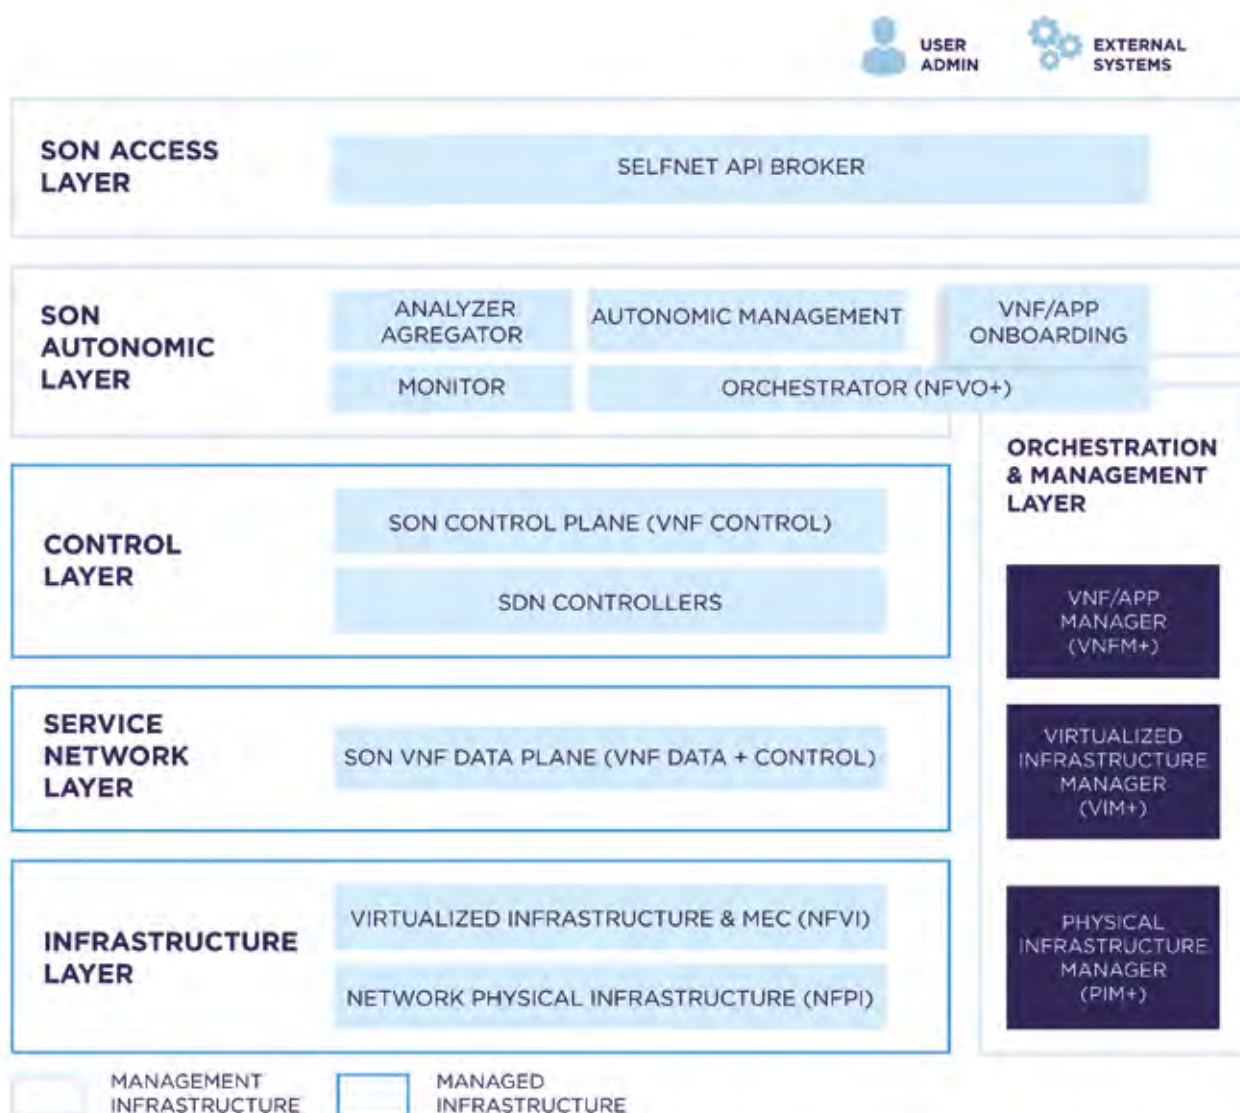 USER
ADMIN
EXTERNAL
SYSTEMS
SON ACCESS
LAYER
SELFNET API BROKER
SON
AUTONOMIC
LAYER
ANALYZER
AGREGATOR
AUTONOMIC MANAGEMENT
VNF/APP
ONBOARDING
MONITOR
ORCHESTRATOR (NFVO+)
ORCHESTRATION
& MANAGEMENT
LAYER
CONTROL
LAYER
SON CONTROL PLANE (VNF CONTROL)
SDN CONTROLLERS
VNF/APP
MANAGER
(VNFM+)
SERVICE
NETWORK
LAYER
SON VNF DATA PLANE (VNF DATA + CONTROL)
VIRTUALIZED
INFRASTRUCTURE
MANAGER
(VIM+)
INFRASTRUCTURE
LAYER
VIRTUALIZED INFRASTRUCTURE & MEC (NFVI)
NETWORK PHYSICAL INFRASTRUCTURE (NFPI)
PHYSICAL
INFRASTRUCTURE
MANAGER
(PIM+)
MANAGEMENT
INFRASTRUCTURE
MANAGED
INFRASTRUCTURE